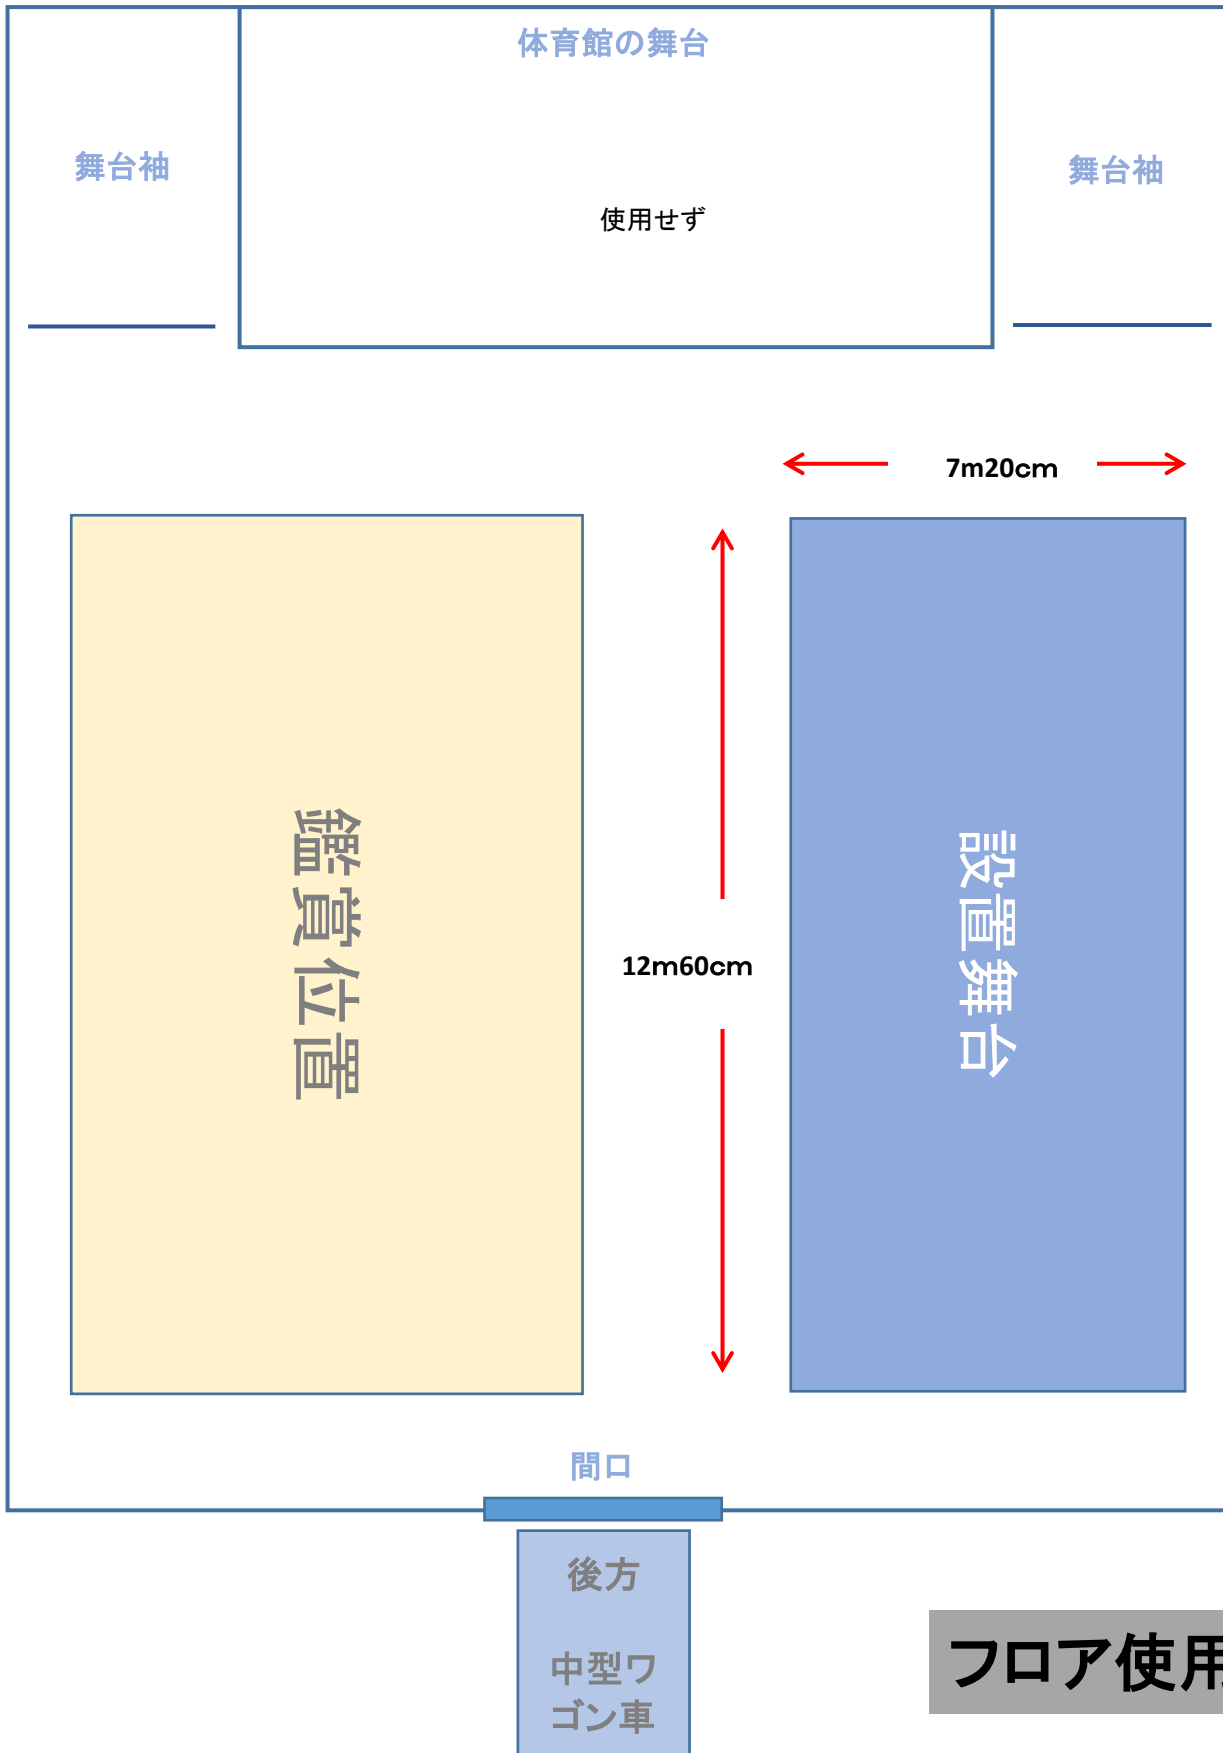 体育館の舞台
舞台袖
舞台袖
使用せず
7m20cm
12m60cm
鑑賞位置
設置舞台
間口
後方
中型ワ
ゴン車
フロア使用